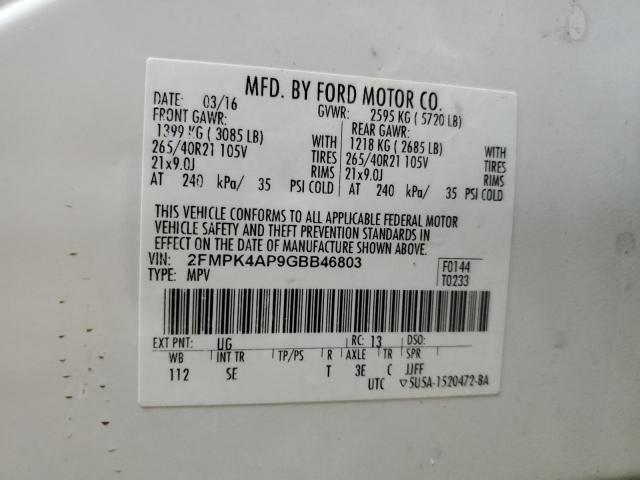 MFD. BY FORD MOTOR CO.
DATE: 03/16 GVWR: 2595 KG ( 5720 LB)
FRONT GAWR: REAR GAWR:
1399 KG ( 3085 LB) WITH 1218 KG ( 2685 LB) WITH
265/40R21 105V TIRES 265/40R21 105V TIRES
21x9.0J RIMS 21x9.0J RIMS
AT 240 kPa/ 35 PSI COLD AT 240 kPa/ 35 PSI COLD
THIS VEHICLE CONFORMS TO ALL APPLICABLE FEDERAL MOTOR
VEHICLE SAFETY AND THEFT PREVENTION STANDARDS IN
EFFECT ON THE DATE OF MANUFACTURE SHOWN ABOVE.
VIN: 2FMPK4AP9GBB46803 F0144
TYPE: MPV T0233
EXT PNT: UG RC: 13 DSO:
WB INT TR TP/PS R AXLE TR SPR
112 SE T 3E C JJFF
UTC ▽5U5A-1520472-BA